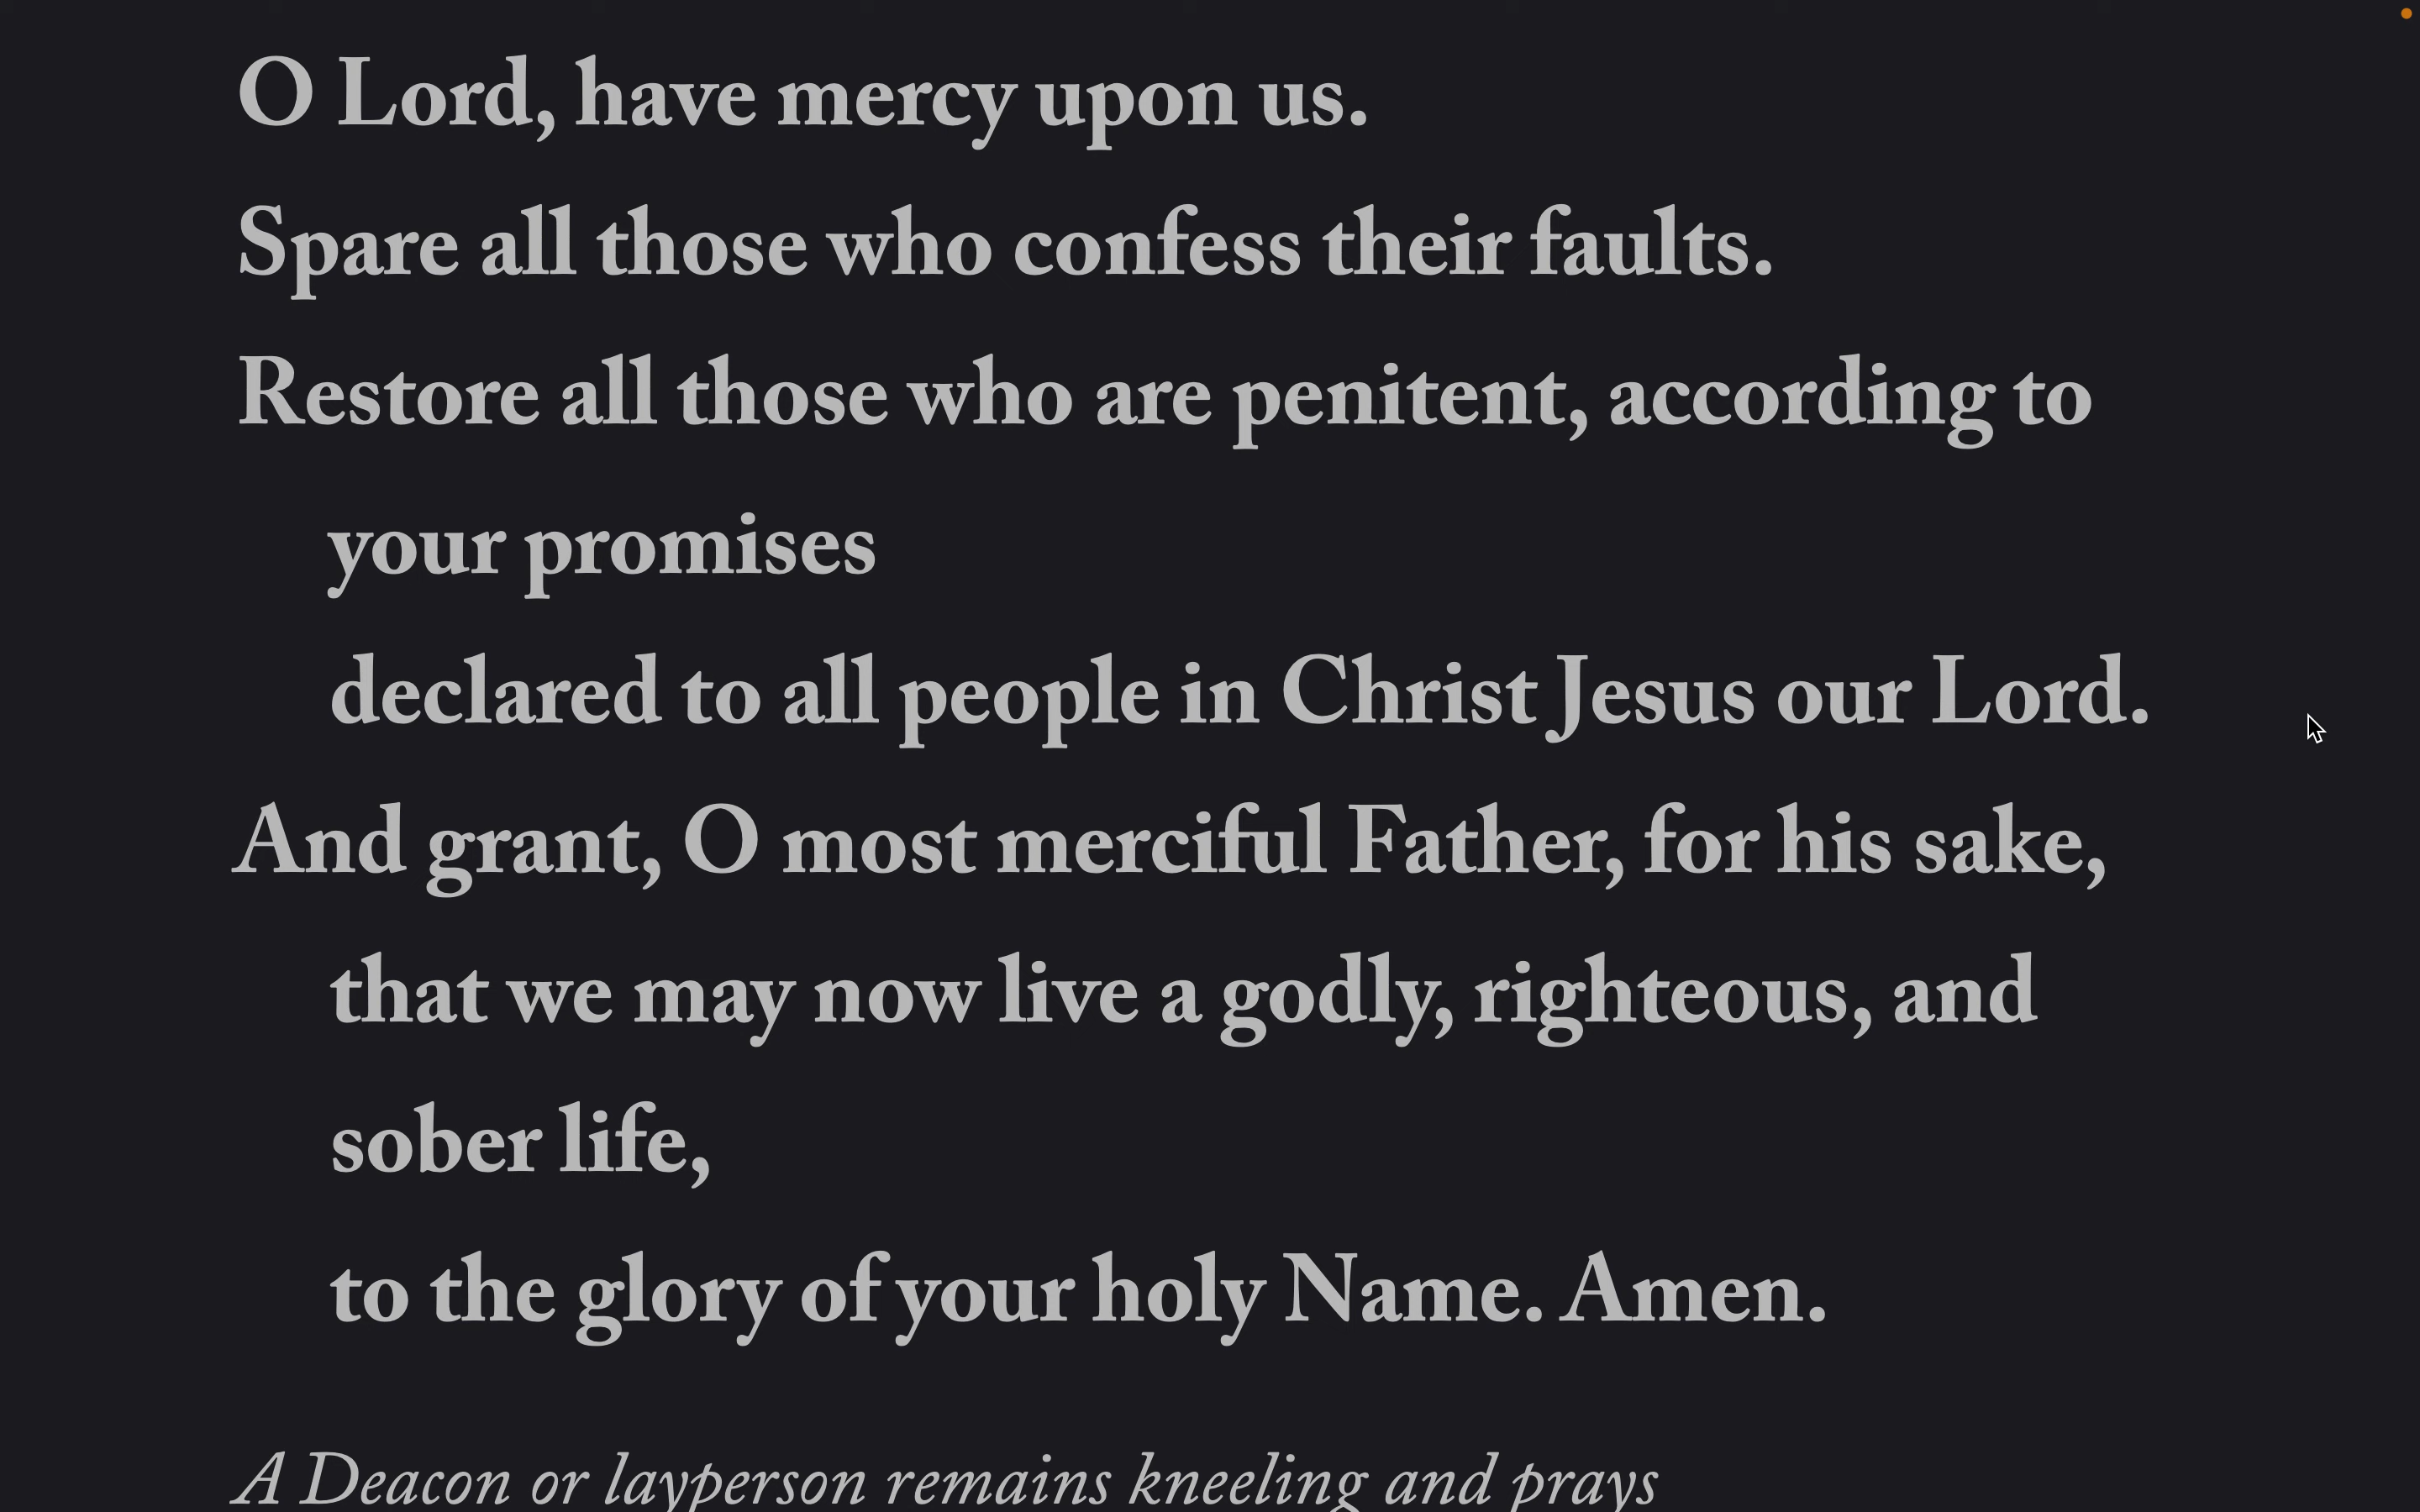 O Lord, have mercy upon us.
Spare all those who confess their faults.
Restore all those who are penitent, according to
your promises
declared to all people in Christ Jesus our Lord.
And grant, O most merciful Father, for his sake,
that we may now live a godly, righteous, and
sober life,
to the glory of your holy Name. Amen.
A Deacon or layperson remains kneeling and prays